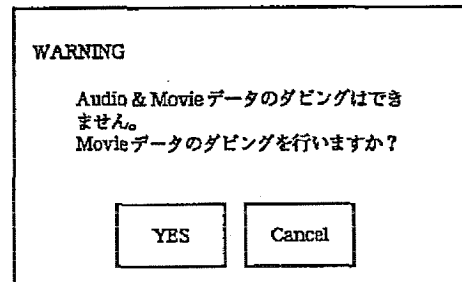 WARNING
Audio & Movieデータのダビングはでき
ません。
Movieデータのダビングを行いますか？
YES
Cancel